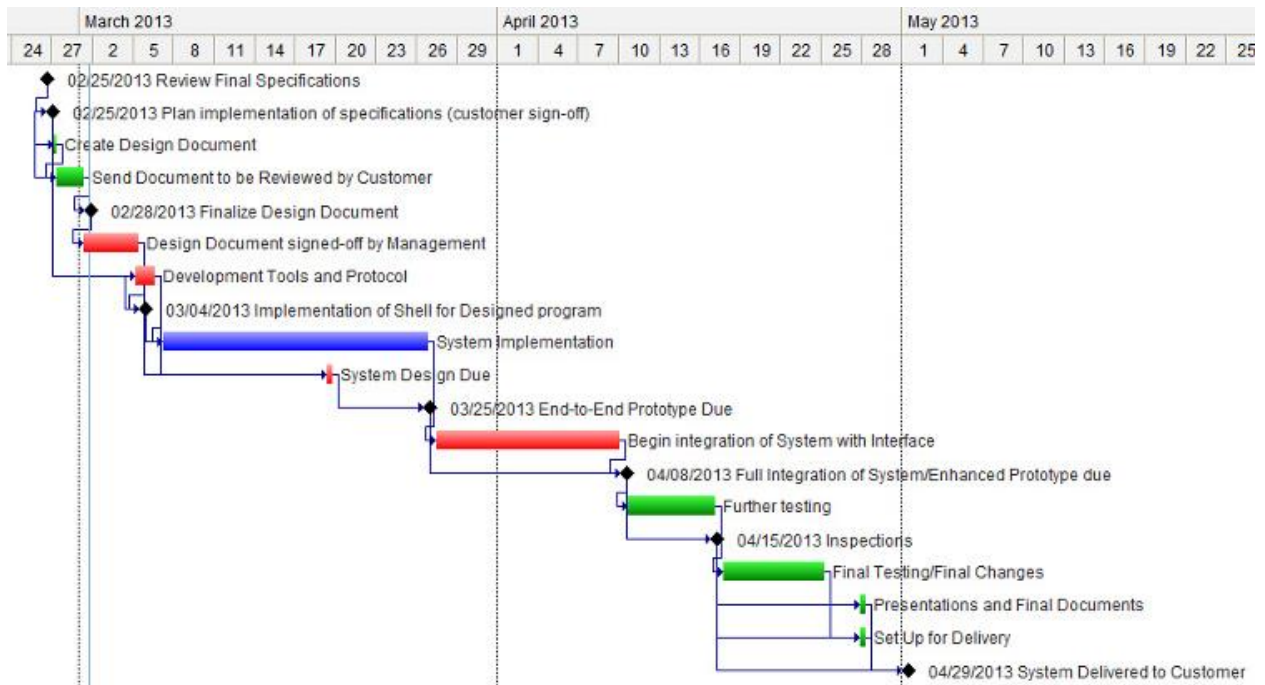 March 2013 April 2013 May 2013
24 27 2 5 8 11 14 17 20 23 26 29 1 4 7 10 13 16 19 22 25 28 1 4 7 10 13 16 19 22 25
02/25/2013 Review Final Specifications
02/25/2013 Plan implementation of specifications (customer sign-off)
Create Design Document
Send Document to be Reviewed by Customer
02/28/2013 Finalize Design Document
Design Document signed-off by Management
Development Tools and Protocol
03/04/2013 Implementation of Shell for Designed program
System Implementation
System Design Due
03/25/2013 End-to-End Prototype Due
Begin integration of System with Interface
04/08/2013 Full Integration of System/Enhanced Prototype due
Further testing
04/15/2013 Inspections
Final Testing/Final Changes
Presentations and Final Documents
Set Up for Delivery
04/29/2013 System Delivered to Customer